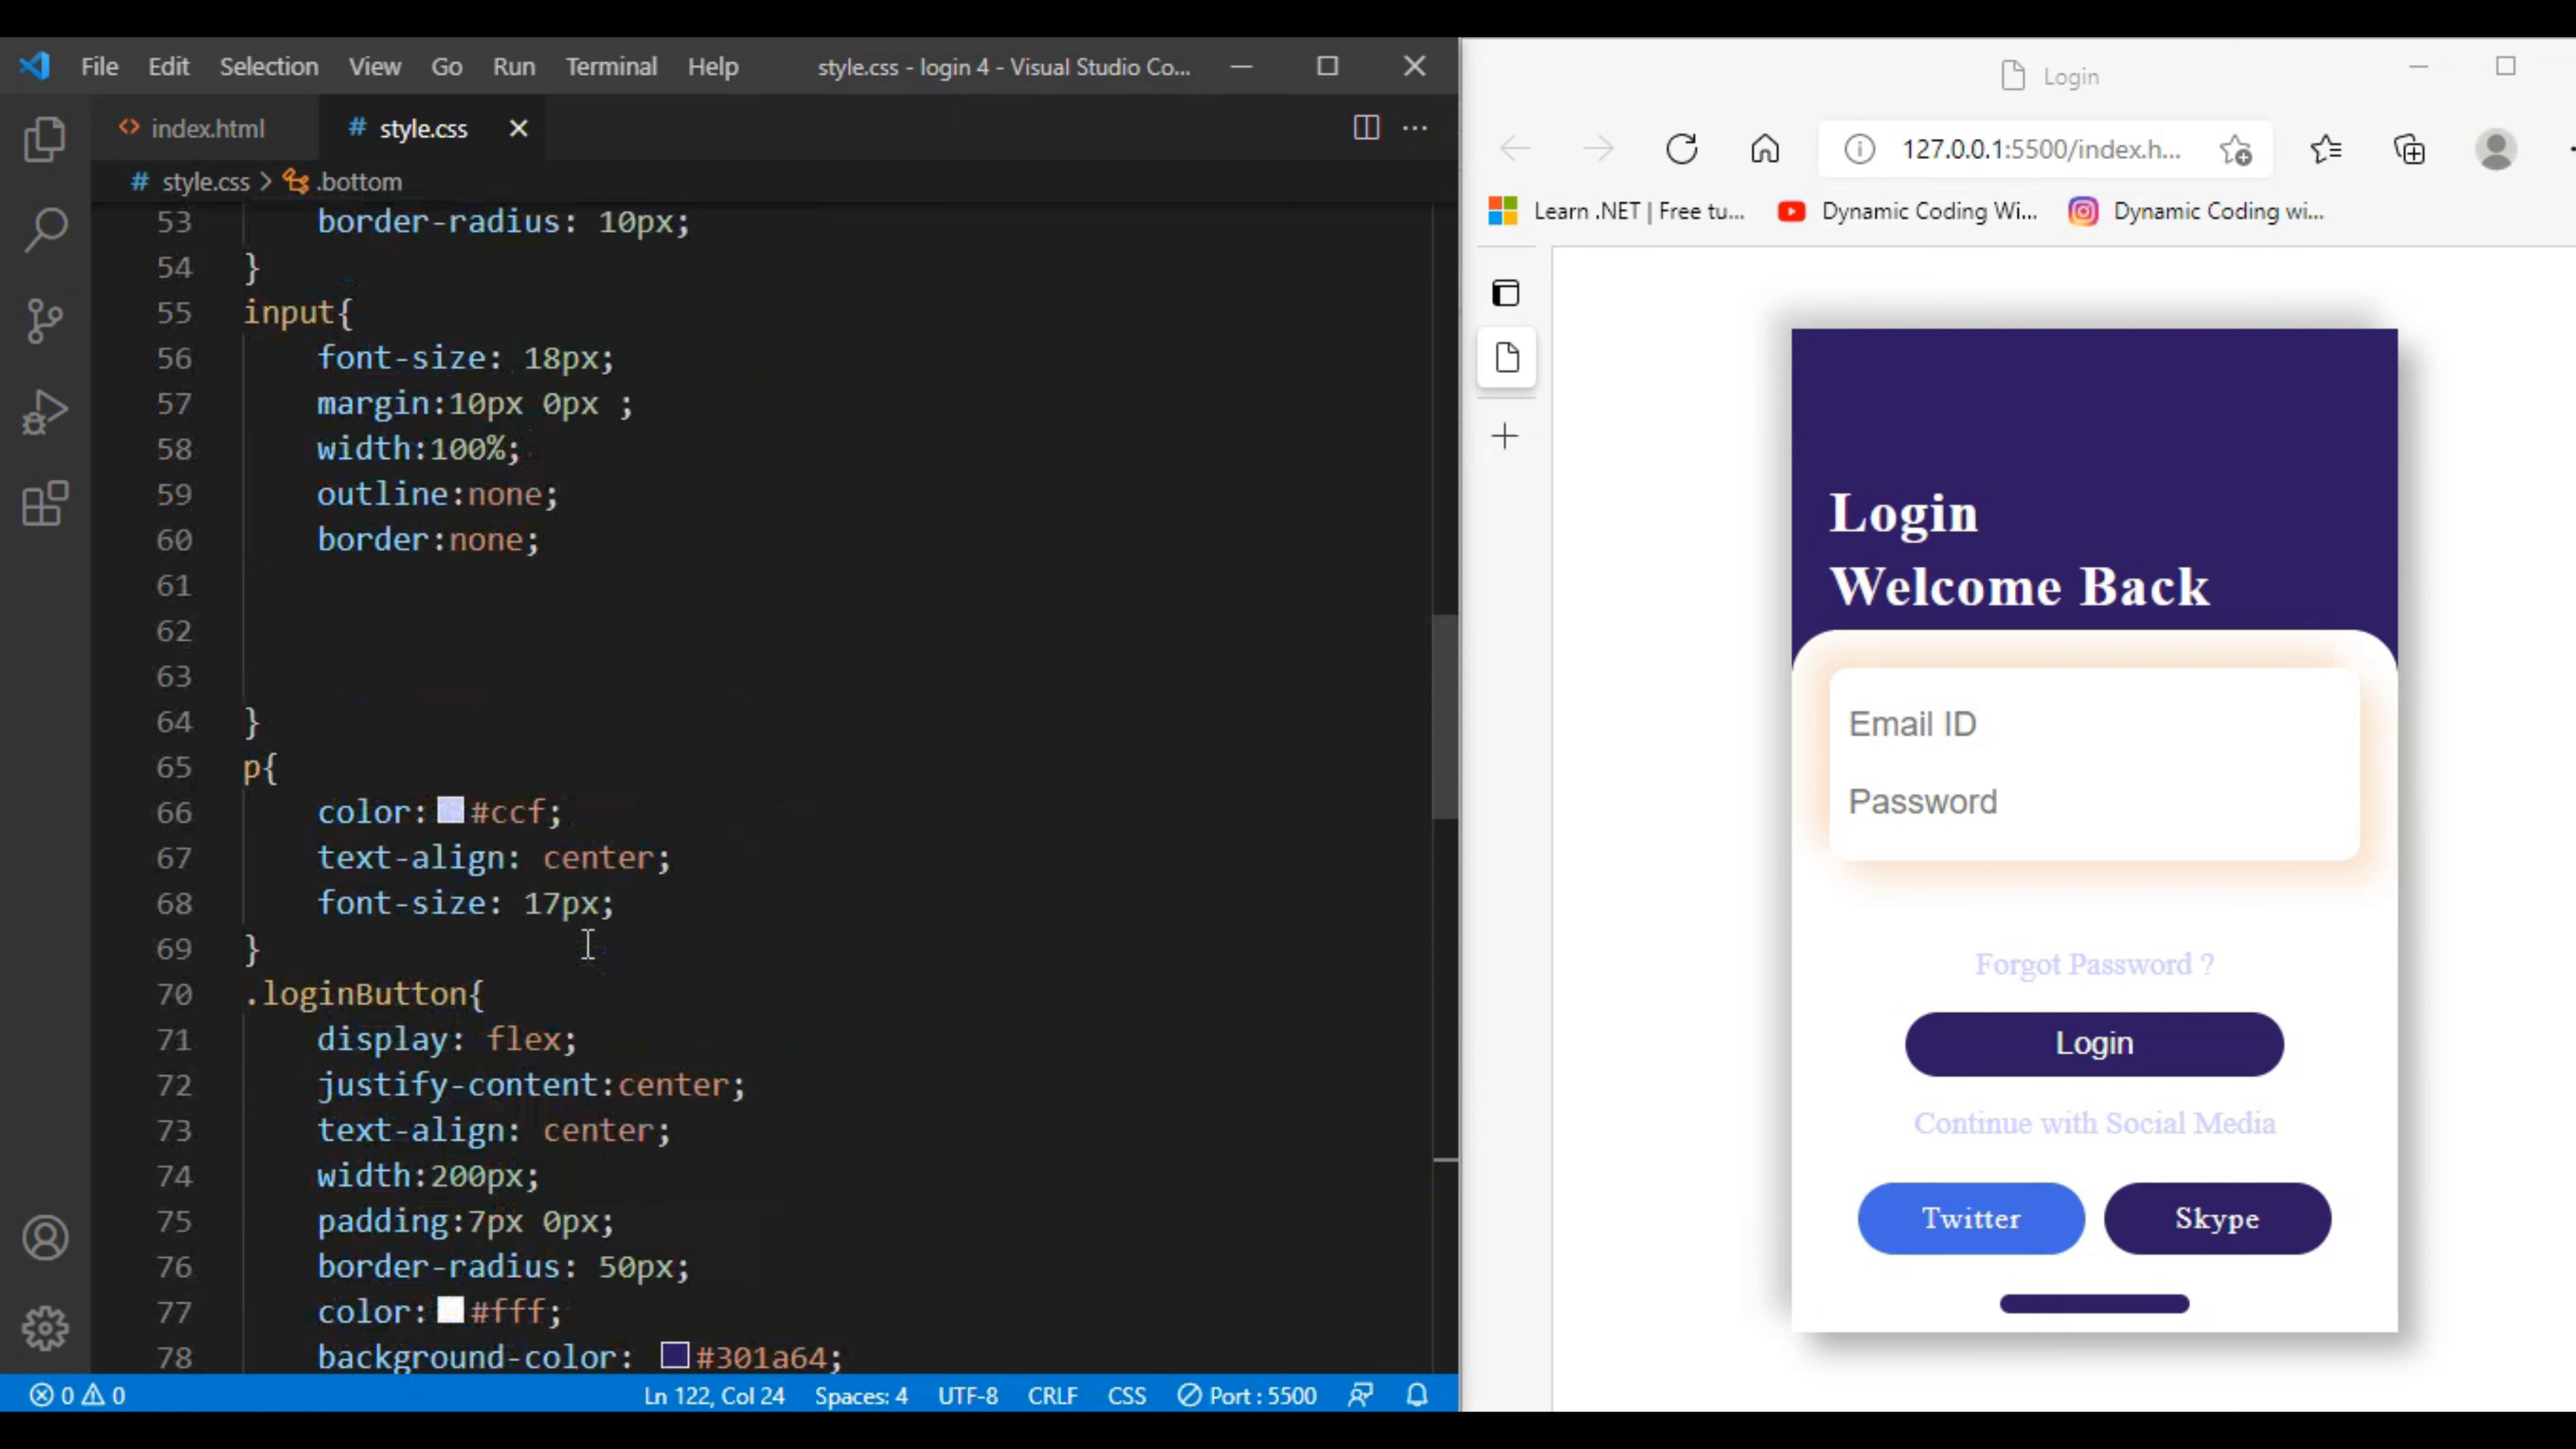 File Edit Selection View Go Run Terminal Help style.css - login 4 - Visual Studio Co...
index.html # style.css
# style.css > .bottom
53 border-radius: 10px;
54 }
55 input{
56 font-size: 18px;
57 margin:10px 0px ;
58 width:100%;
59 outline:none;
60 border:none;
61
62
63
64 }
65 p{
66 color: #ccf;
67 text-align: center;
68 font-size: 17px;
69 }
70 .loginButton{
71 display: flex;
72 justify-content:center;
73 text-align: center;
74 width:200px;
75 padding:7px 0px;
76 border-radius: 50px;
77 color: #fff;
78 background-color: #301a64;
0 0 Ln 122, Col 24 Spaces: 4 UTF-8 CRLF CSS Port : 5500
Login
127.0.0.1:5500/index.h...
Learn .NET | Free tu... Dynamic Coding Wi... Dynamic Coding wi...
Login
Welcome Back
Email ID
Password
Forgot Password ?
Login
Continue with Social Media
Twitter Skype